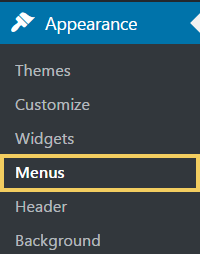 Appearance
Themes
Customize
Widgets
Menus
Header
Background